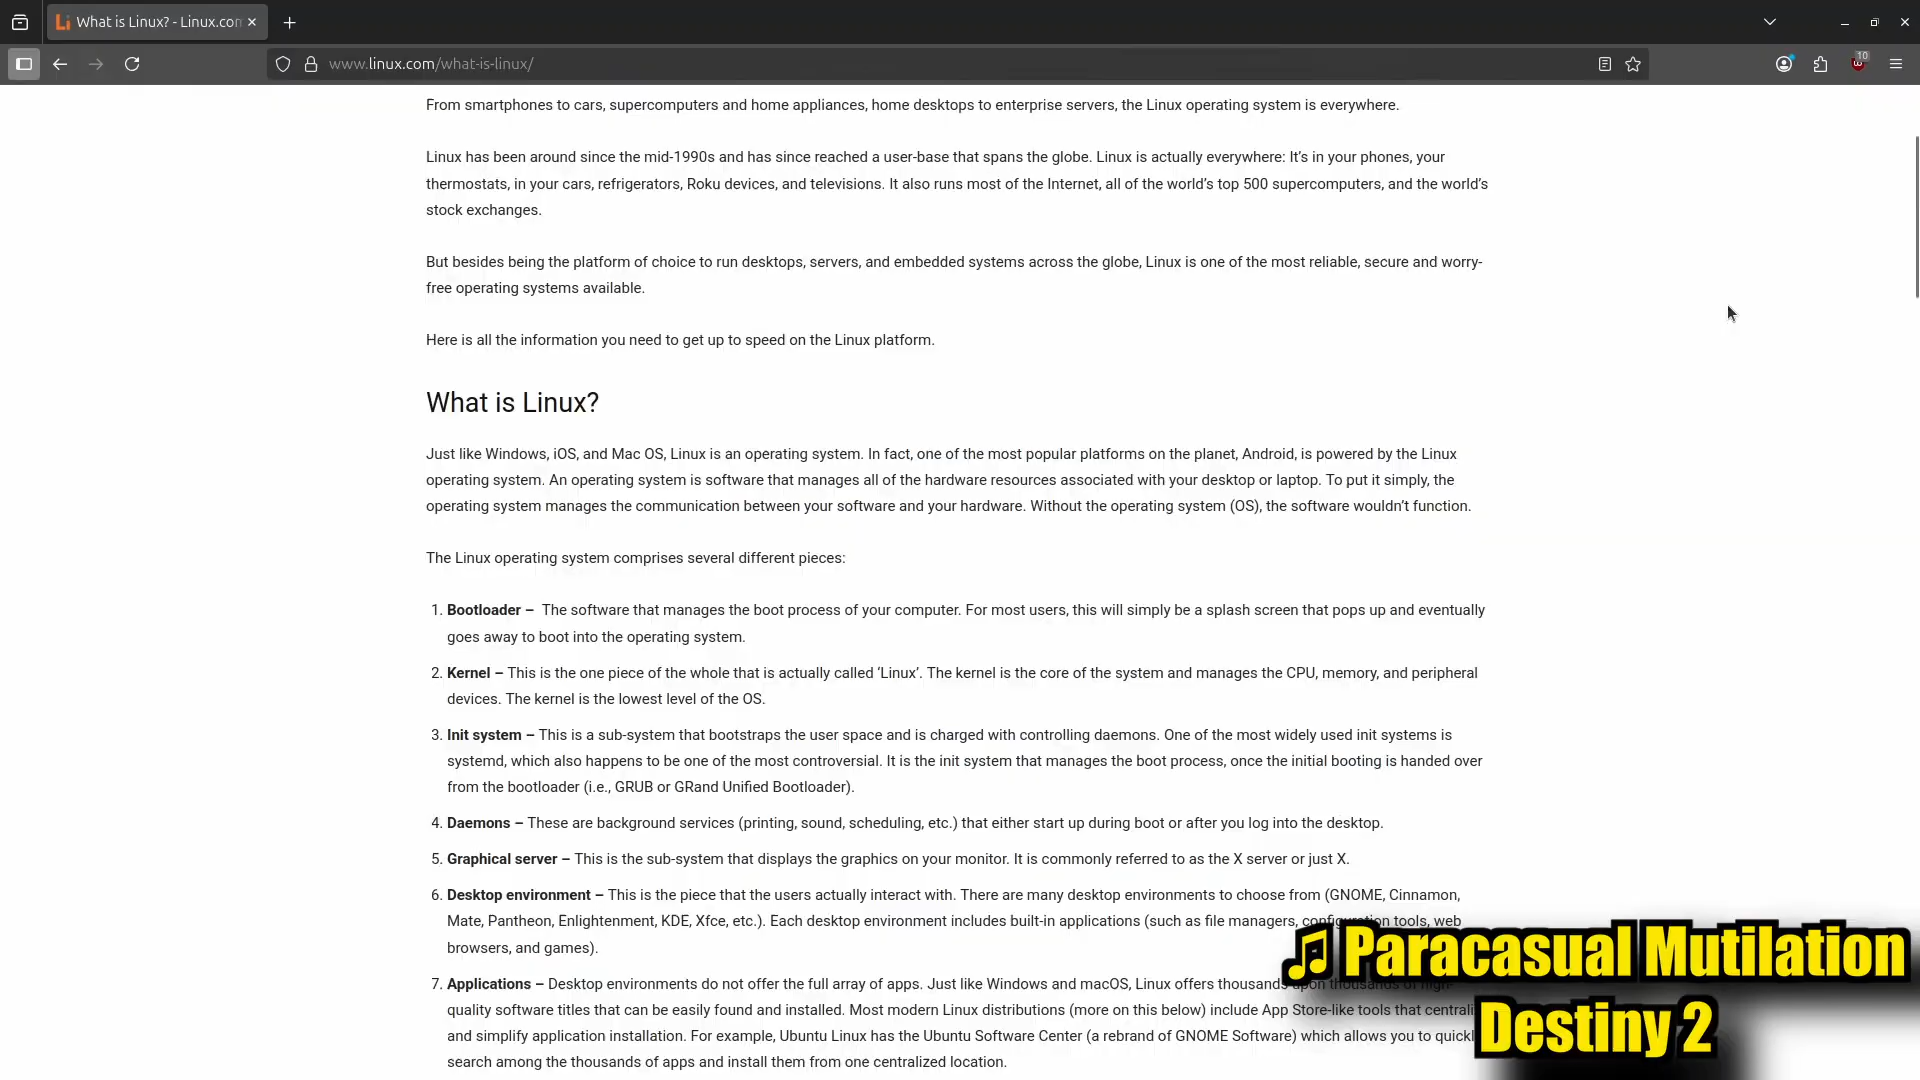 What is Linux? - Linux.com
www.linux.com/what-is-linux/
10
From smartphones to cars, supercomputers and home appliances, home desktops to enterprise servers, the Linux operating system is everywhere.
Linux has been around since the mid-1990s and has since reached a user-base that spans the globe. Linux is actually everywhere: It’s in your phones, your
thermostats, in your cars, refrigerators, Roku devices, and televisions. It also runs most of the Internet, all of the world’s top 500 supercomputers, and the world’s
stock exchanges.
But besides being the platform of choice to run desktops, servers, and embedded systems across the globe, Linux is one of the most reliable, secure and worry-
free operating systems available.
Here is all the information you need to get up to speed on the Linux platform.
What is Linux?
Just like Windows, iOS, and Mac OS, Linux is an operating system. In fact, one of the most popular platforms on the planet, Android, is powered by the Linux
operating system. An operating system is software that manages all of the hardware resources associated with your desktop or laptop. To put it simply, the
operating system manages the communication between your software and your hardware. Without the operating system (OS), the software wouldn’t function.
The Linux operating system comprises several different pieces:
1. Bootloader – The software that manages the boot process of your computer. For most users, this will simply be a splash screen that pops up and eventually
goes away to boot into the operating system.
2. Kernel – This is the one piece of the whole that is actually called ‘Linux’. The kernel is the core of the system and manages the CPU, memory, and peripheral
devices. The kernel is the lowest level of the OS.
3. Init system – This is a sub-system that bootstraps the user space and is charged with controlling daemons. One of the most widely used init systems is
systemd, which also happens to be one of the most controversial. It is the init system that manages the boot process, once the initial booting is handed over
from the bootloader (i.e., GRUB or GRand Unified Bootloader).
4. Daemons – These are background services (printing, sound, scheduling, etc.) that either start up during boot or after you log into the desktop.
5. Graphical server – This is the sub-system that displays the graphics on your monitor. It is commonly referred to as the X server or just X.
6. Desktop environment – This is the piece that the users actually interact with. There are many desktop environments to choose from (GNOME, Cinnamon,
Mate, Pantheon, Enlightenment, KDE, Xfce, etc.). Each desktop environment includes built-in applications (such as file managers, configuration tools, web
browsers, and games).
7. Applications – Desktop environments do not offer the full array of apps. Just like Windows and macOS, Linux offers thousands upon thousands of high-
quality software titles that can be easily found and installed. Most modern Linux distributions (more on this below) include App Store-like tools that centrali
and simplify application installation. For example, Ubuntu Linux has the Ubuntu Software Center (a rebrand of GNOME Software) which allows you to quickl
search among the thousands of apps and install them from one centralized location.
♫ Paracasual Mutilation
Destiny 2